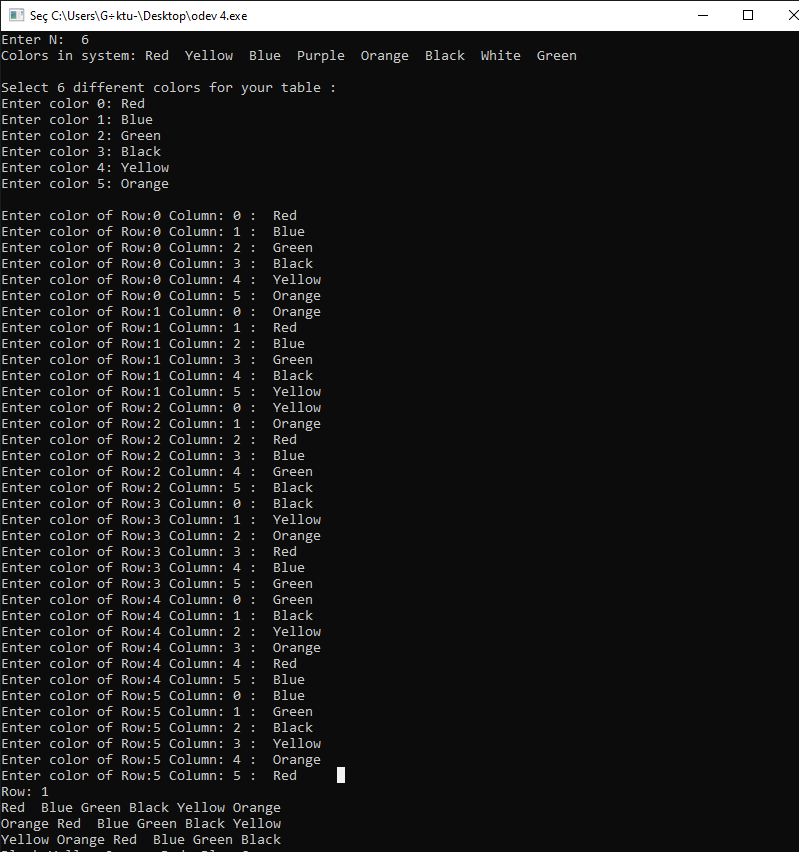 Seç C:\Users\G÷ktu-\Desktop\odev 4.exe
Enter N:  6
Colors in system: Red  Yellow  Blue  Purple  Orange  Black  White  Green
Select 6 different colors for your table :
Enter color 0: Red
Enter color 1: Blue
Enter color 2: Green
Enter color 3: Black
Enter color 4: Yellow
Enter color 5: Orange
Enter color of Row:0 Column: 0 :  Red
Enter color of Row:0 Column: 1 :  Blue
Enter color of Row:0 Column: 2 :  Green
Enter color of Row:0 Column: 3 :  Black
Enter color of Row:0 Column: 4 :  Yellow
Enter color of Row:0 Column: 5 :  Orange
Enter color of Row:1 Column: 0 :  Orange
Enter color of Row:1 Column: 1 :  Red
Enter color of Row:1 Column: 2 :  Blue
Enter color of Row:1 Column: 3 :  Green
Enter color of Row:1 Column: 4 :  Black
Enter color of Row:1 Column: 5 :  Yellow
Enter color of Row:2 Column: 0 :  Yellow
Enter color of Row:2 Column: 1 :  Orange
Enter color of Row:2 Column: 2 :  Red
Enter color of Row:2 Column: 3 :  Blue
Enter color of Row:2 Column: 4 :  Green
Enter color of Row:2 Column: 5 :  Black
Enter color of Row:3 Column: 0 :  Black
Enter color of Row:3 Column: 1 :  Yellow
Enter color of Row:3 Column: 2 :  Orange
Enter color of Row:3 Column: 3 :  Red
Enter color of Row:3 Column: 4 :  Blue
Enter color of Row:3 Column: 5 :  Green
Enter color of Row:4 Column: 0 :  Green
Enter color of Row:4 Column: 1 :  Black
Enter color of Row:4 Column: 2 :  Yellow
Enter color of Row:4 Column: 3 :  Orange
Enter color of Row:4 Column: 4 :  Red
Enter color of Row:4 Column: 5 :  Blue
Enter color of Row:5 Column: 0 :  Blue
Enter color of Row:5 Column: 1 :  Green
Enter color of Row:5 Column: 2 :  Black
Enter color of Row:5 Column: 3 :  Yellow
Enter color of Row:5 Column: 4 :  Orange
Enter color of Row:5 Column: 5 :  Red
Row: 1
Red  Blue Green Black Yellow Orange
Orange Red  Blue Green Black Yellow
Yellow Orange Red  Blue Green Black